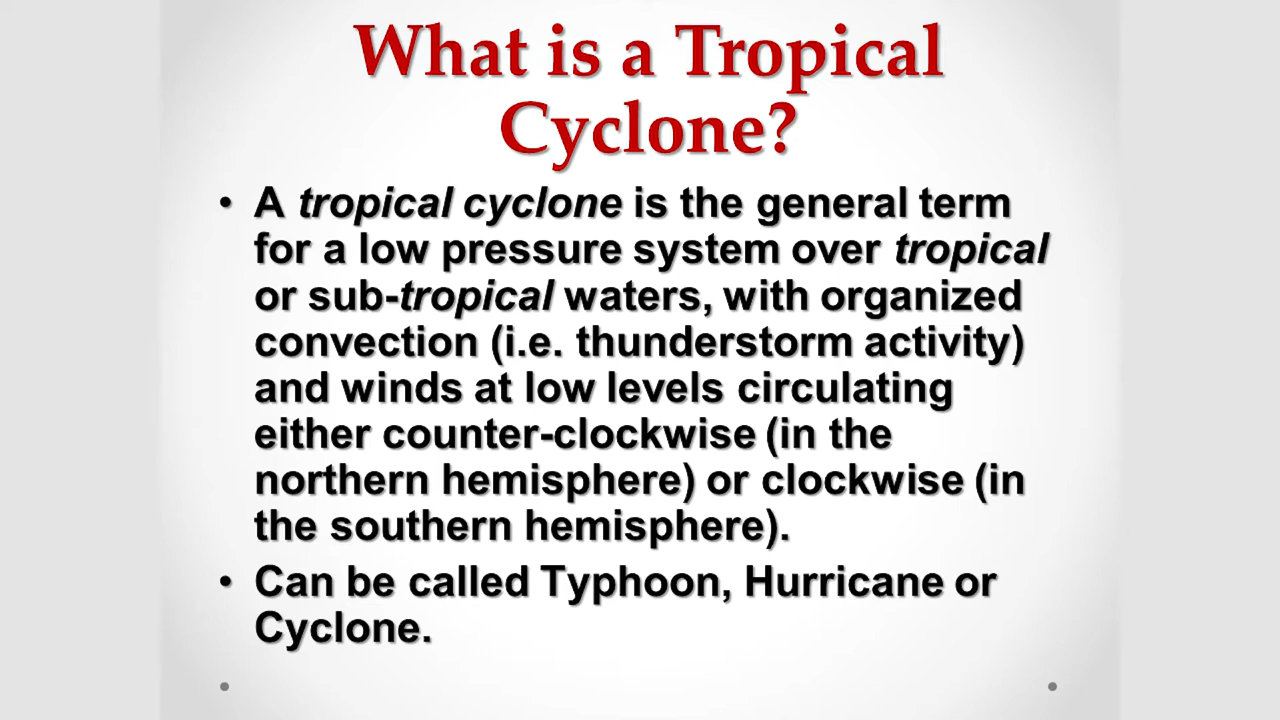 What is a Tropical
Cyclone?
• A tropical cyclone is the general term
for a low pressure system over tropical
or sub-tropical waters, with organized
convection (i.e. thunderstorm activity)
and winds at low levels circulating
either counter-clockwise (in the
northern hemisphere) or clockwise (in
the southern hemisphere).
• Can be called Typhoon, Hurricane or
Cyclone.